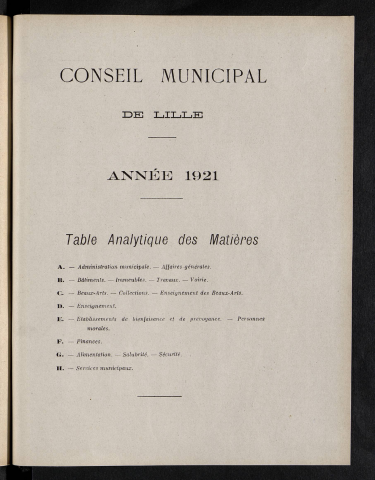 CONSEIL MUNICIPAL
DE LILLE
ANNÉE 1921
Table Analytique des Matières
A. — Administration municipale. — Affaires générales.
B. — Bâtiments. — Immeubles. — Travaux. — Voirie.
C. — Beaux-Arts. — Collections. — Enseignement des Beaux-Arts.
D. — Enseignement.
E. — Etablissements de bienfaisance et de prévoyance. — Personnes
morales.
F. — Finances.
G. — Alimentation. — Salubrité. — Sécurité.
H. — Services municipaux.